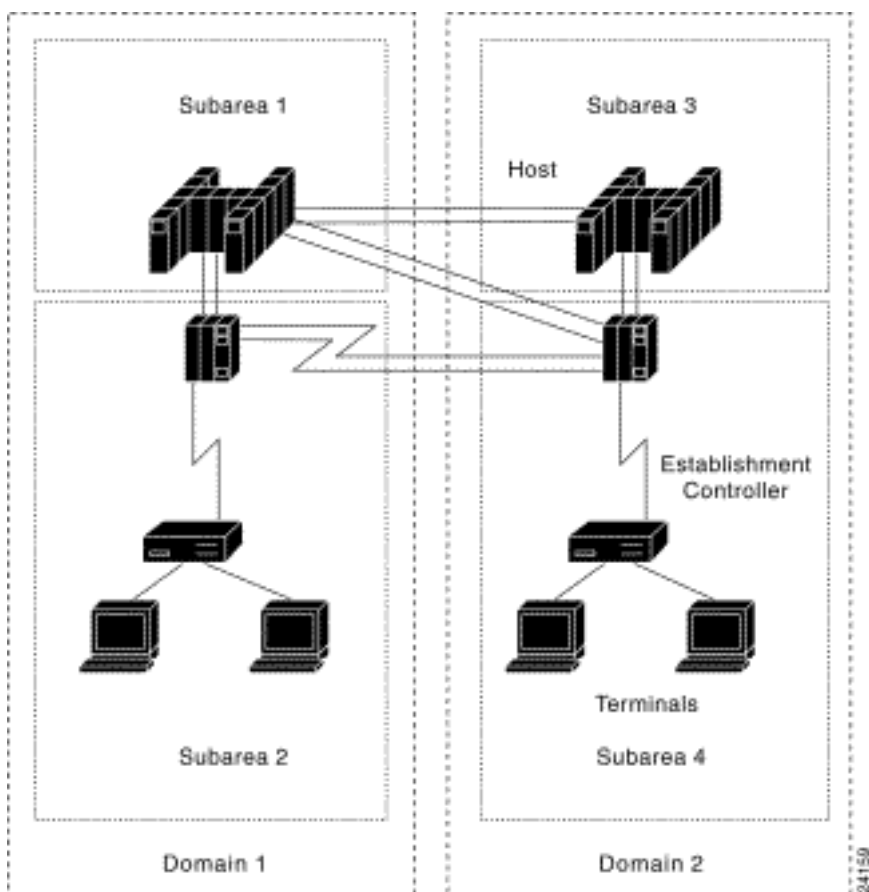 Subarea 1
Subarea 3
Host
Establishment
Controller
Terminals
Subarea 2
Subarea 4
Domain 1
Domain 2
24159